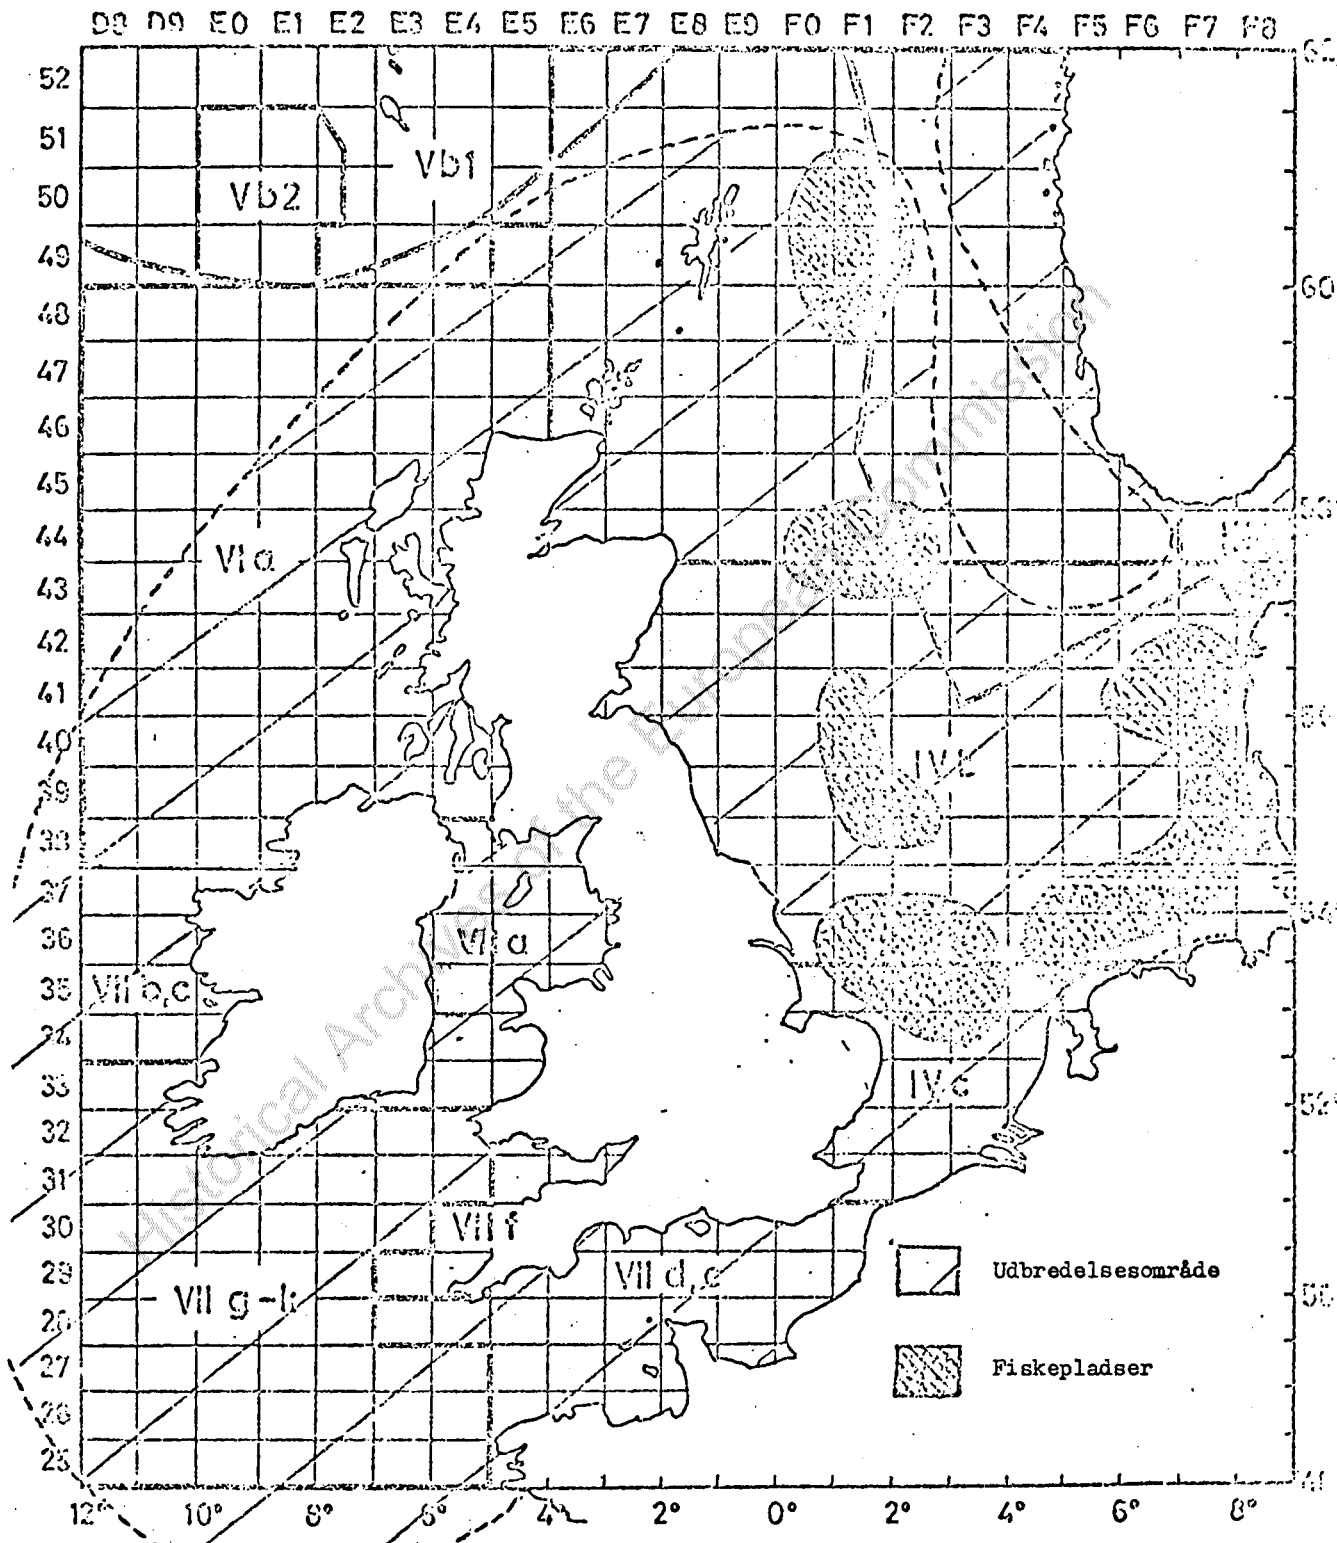 D8 D9 E0 E1 E2 E3 E4 E5 E6 E7 E8 E9 F0 F1 F2 F3 F4 F5 F6 F7 F8
52
51
Vb1
50
Vb2
49
48
60
47
46
45
44
VI a
43
42
41
40
IV b
39
38
37
36
VII a
35
VII b,c
34
33
IV c
52°
32
31
30
VII f
Udbredelsesområde
29
VII d,e
28
VII g-k
27
Fiskepladser
26
25
12° 10° 8° 6° 4° 2° 0° 2° 4° 6° 8°
Historical Archives of the European Commission